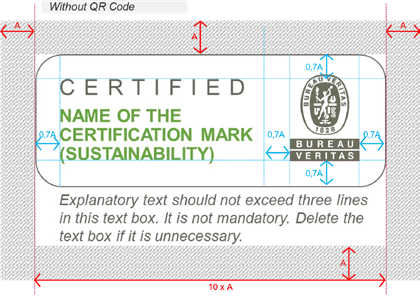 Without QR Code
A
A
A
0,7A
CERTIFIED
BUREAU VERITAS
1828
NAME OF THE
CERTIFICATION MARK
(SUSTAINABILITY)
0,7A
0,7A
0,7A
BUREAU
VERITAS
0,7A
Explanatory text should not exceed three lines
in this text box. It is not mandatory. Delete the
text box if it is unnecessary.
A
10 x A